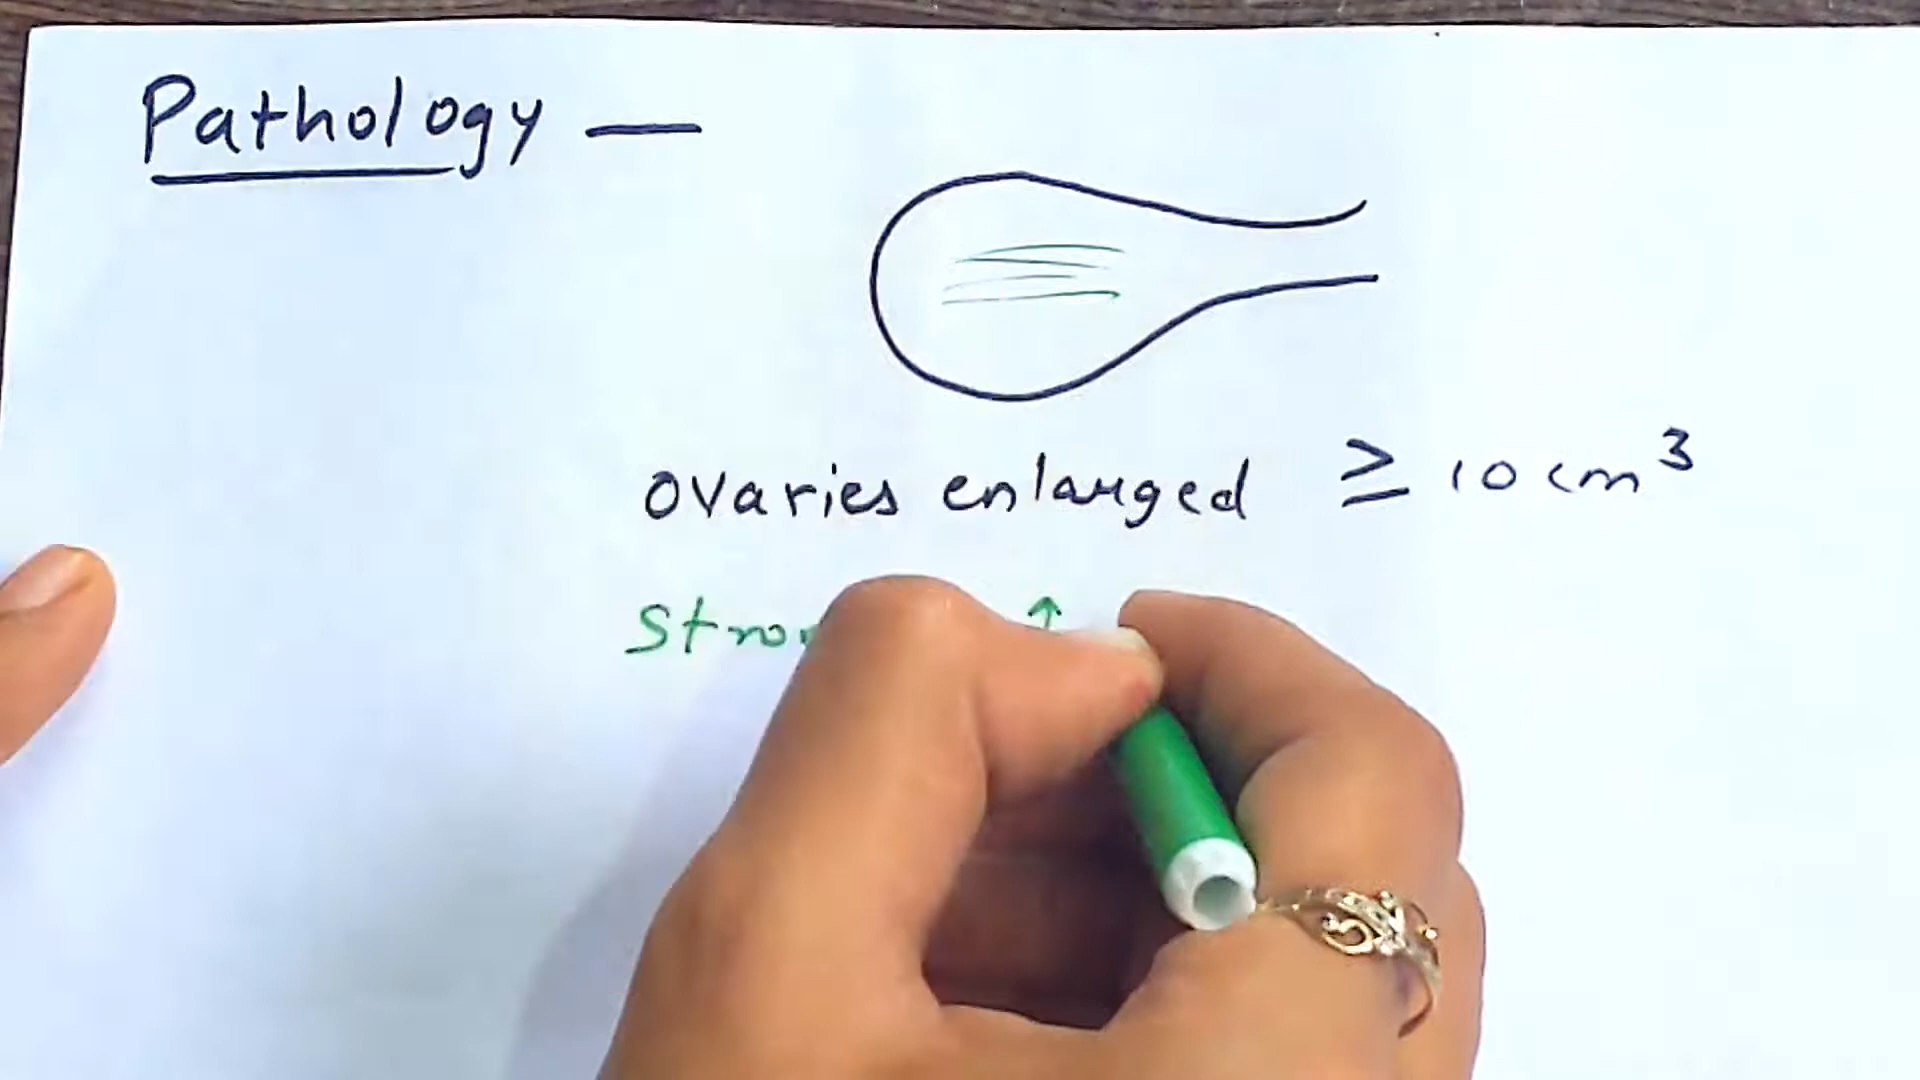 Pathology —
Ovaries enlarged ≥ 10 cm³
↑